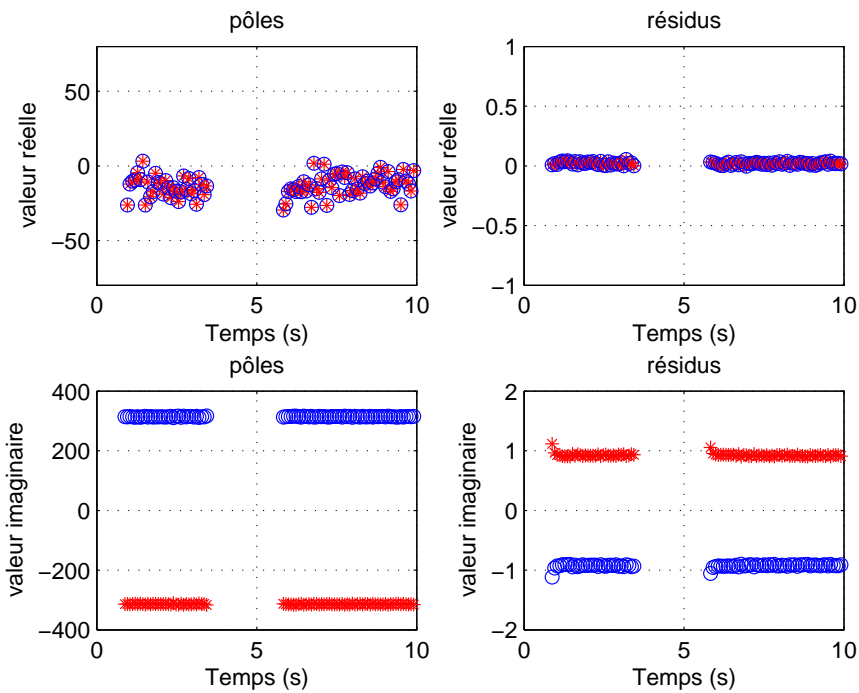 pôles
valeur réelle
50
0
−50
0
5
10
Temps (s)
résidus
valeur réelle
1
0.5
0
−0.5
−1
0
5
10
Temps (s)
pôles
valeur imaginaire
400
200
0
−200
−400
0
5
10
Temps (s)
résidus
valeur imaginaire
2
1
0
−1
−2
0
5
10
Temps (s)